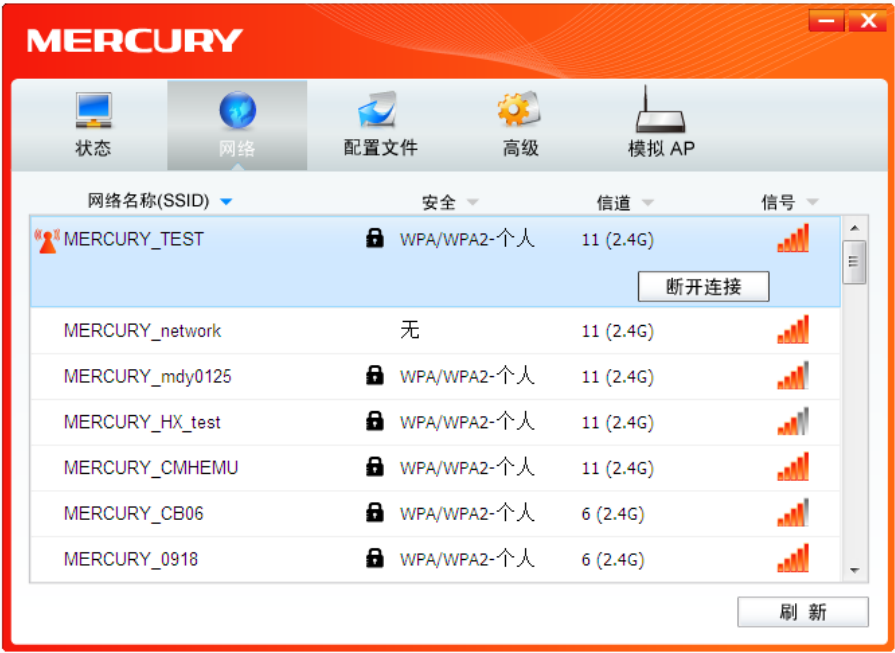 MERCURY
状态 网络 配置文件 高级 模拟 AP
网络名称(SSID) 安全 信道 信号
MERCURY_TEST WPA/WPA2-个人 11 (2.4G)
断开连接
MERCURY_network 无 11 (2.4G)
MERCURY_mdy0125 WPA/WPA2-个人 11 (2.4G)
MERCURY_HX_test WPA/WPA2-个人 11 (2.4G)
MERCURY_CMHEMU WPA/WPA2-个人 11 (2.4G)
MERCURY_CB06 WPA/WPA2-个人 6 (2.4G)
MERCURY_0918 WPA/WPA2-个人 6 (2.4G)
刷 新